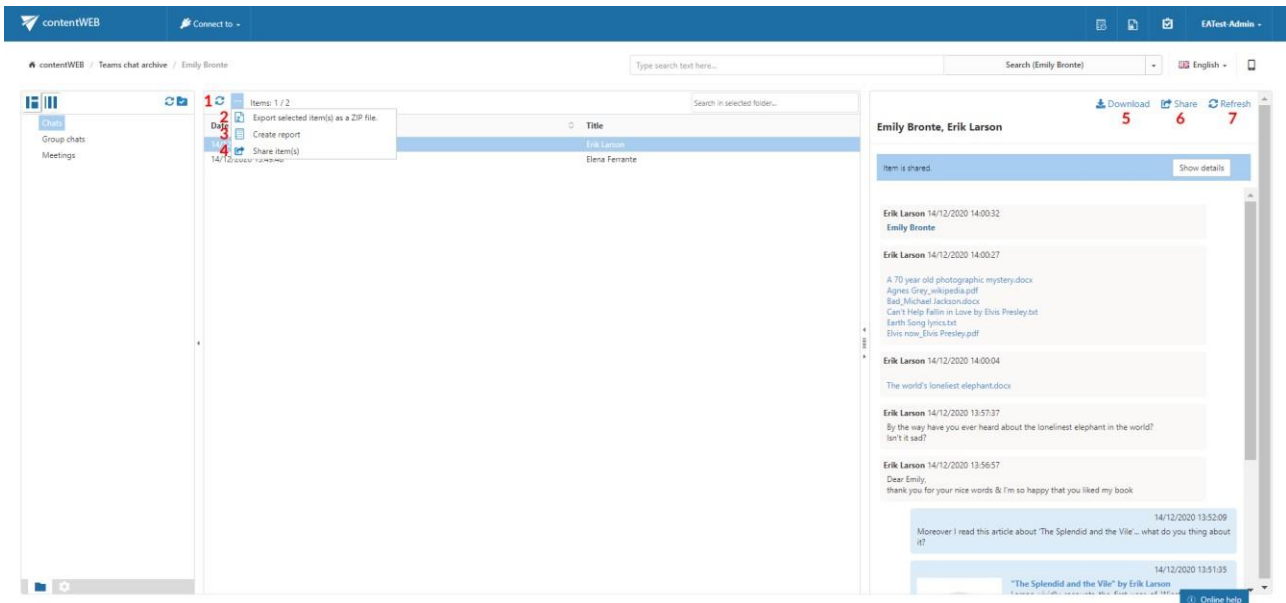 contentWEB
Connect to
EATest-Admin
contentWEB / Teams chat archive / Emily Bronte
Type search text here...
Search (Emily Bronte)
English
1
Items: 1 / 2
Search in selected folder...
Chats
Group chats
Meetings
2 Export selected item(s) as a ZIP file.
3 Create report
4 Share item(s)
Date
Title
Erik Larson
14/12/2020 13:49:48
Elena Ferrante
Download
Share
Refresh
5
6
7
Emily Bronte, Erik Larson
Item is shared.
Show details
Erik Larson 14/12/2020 14:00:32
Emily Bronte
Erik Larson 14/12/2020 14:00:27
A 70 year old photographic mystery.docx
Agnes Grey_wikipedia.pdf
Bad_Michael Jackson.docx
Can't Help Fallin in Love by Elvis Presley.txt
Earth Song lyrics.txt
Elvis now_Elvis Presley.pdf
Erik Larson 14/12/2020 14:00:04
The world's loneliest elephant.docx
Erik Larson 14/12/2020 13:57:37
By the way have you ever heard about the lonelinest elephant in the world?
Isn't it sad?
Erik Larson 14/12/2020 13:56:57
Dear Emily,
thank you for your nice words & I'm so happy that you liked my book
14/12/2020 13:52:09
Moreover I read this article about 'The Splendid and the Vile'... what do you thing about
it?
14/12/2020 13:51:35
"The Splendid and the Vile" by Erik Larson
Online help